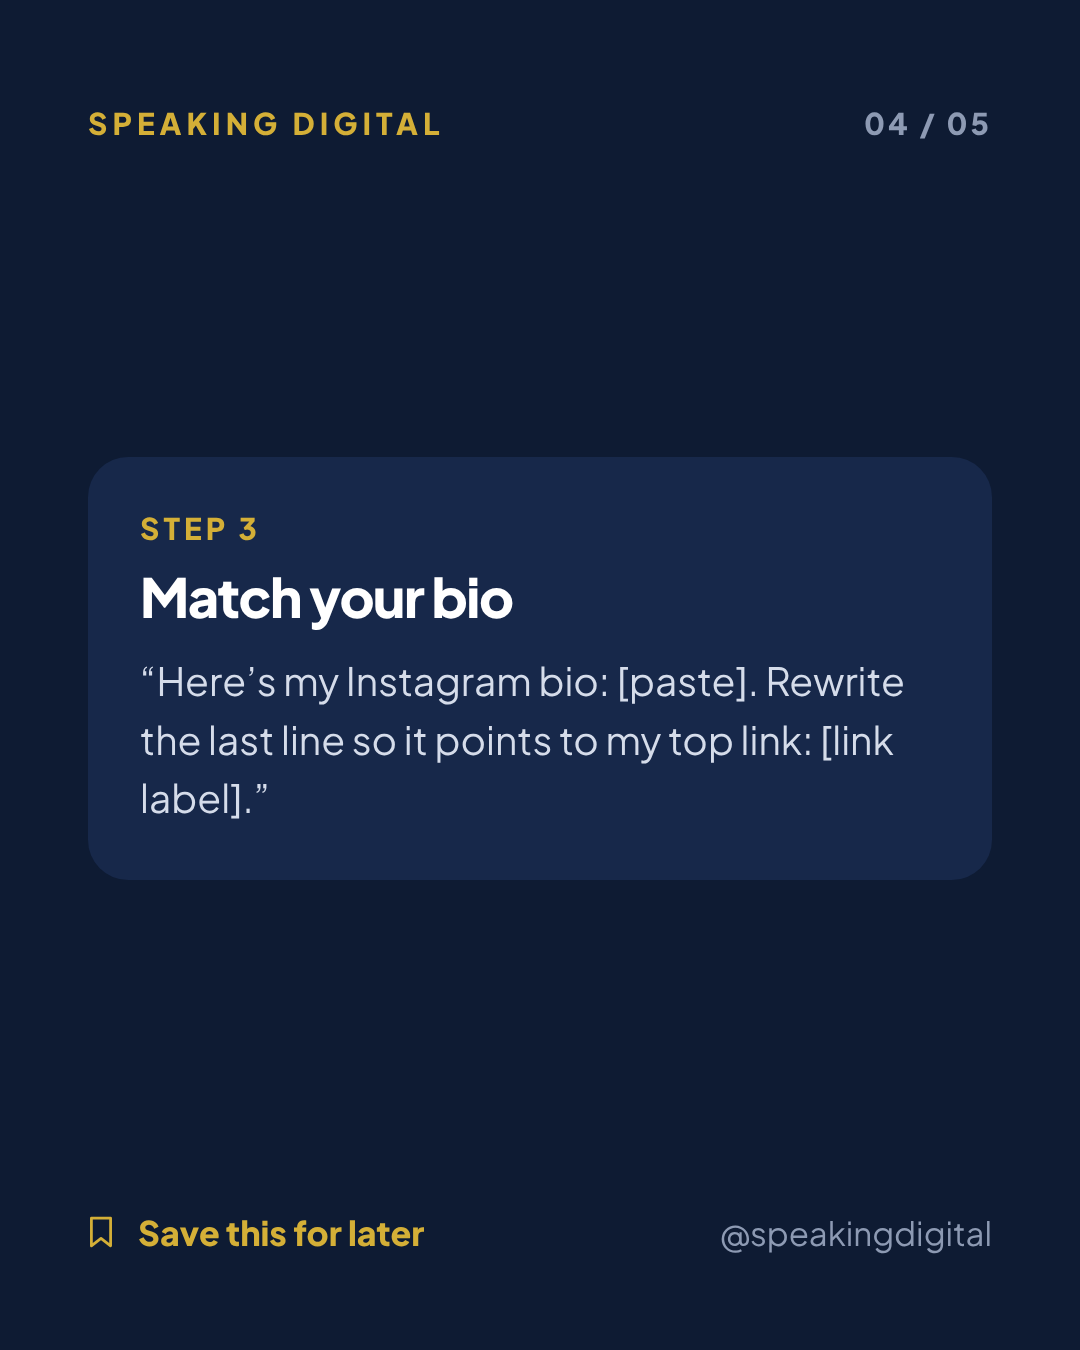 SPEAKING DIGITAL
04 / 05
STEP 3
Match your bio
“Here’s my Instagram bio: [paste]. Rewrite
the last line so it points to my top link: [link
label].”
Save this for later
@speakingdigital